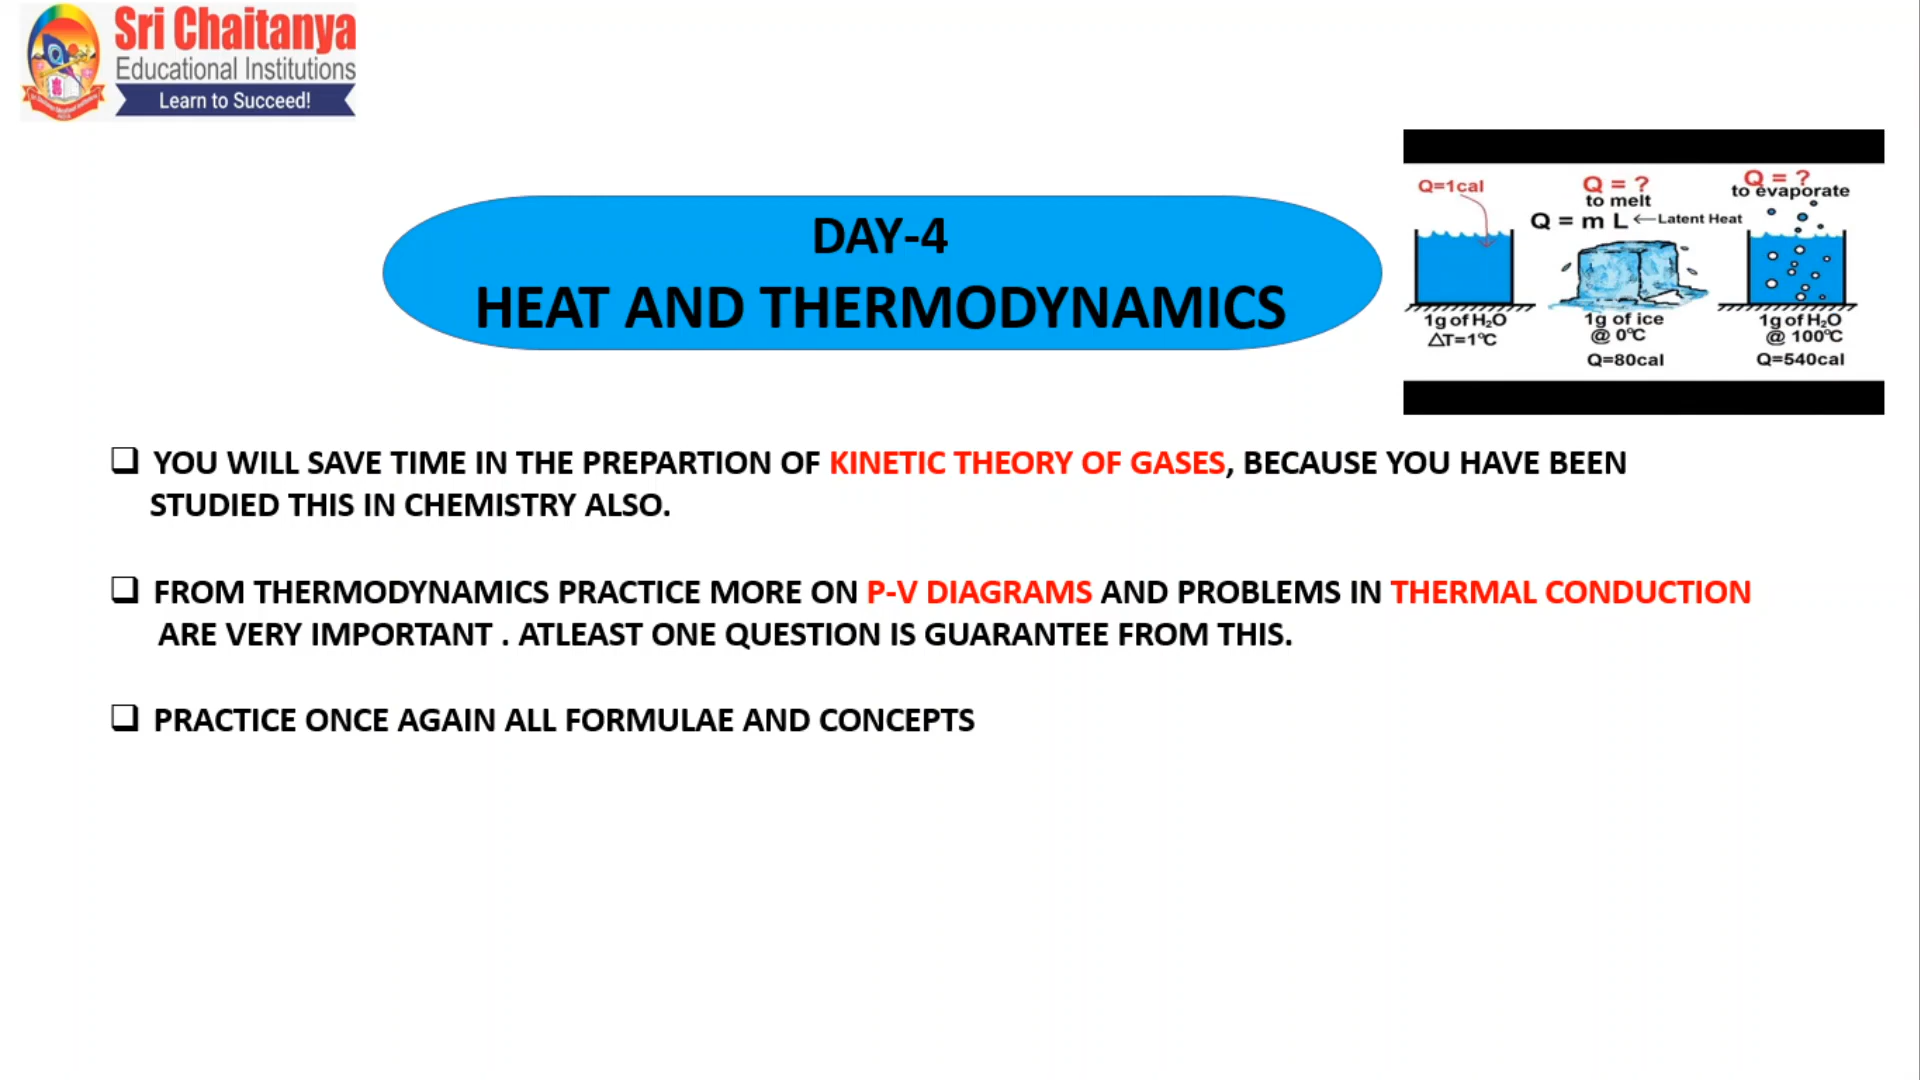 Sri Chaitanya
Educational Institutions
Learn to Succeed!
DAY-4
HEAT AND THERMODYNAMICS
Q=1cal
Q = ?
to melt
Q = m L ←Latent Heat
Q = ?
to evaporate
1g of H₂O
△T=1°C
1g of ice
@ 0°C
Q=80cal
1g of H₂O
@ 100°C
Q=540cal
❑ YOU WILL SAVE TIME IN THE PREPARTION OF KINETIC THEORY OF GASES, BECAUSE YOU HAVE BEEN
STUDIED THIS IN CHEMISTRY ALSO.
❑ FROM THERMODYNAMICS PRACTICE MORE ON P-V DIAGRAMS AND PROBLEMS IN THERMAL CONDUCTION
ARE VERY IMPORTANT . ATLEAST ONE QUESTION IS GUARANTEE FROM THIS.
❑ PRACTICE ONCE AGAIN ALL FORMULAE AND CONCEPTS